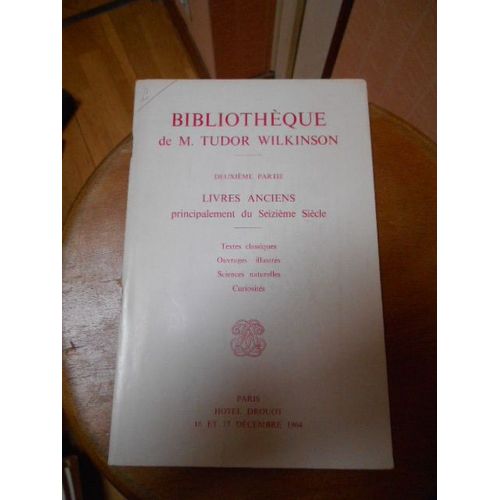 BIBLIOTHÈQUE
de M. TUDOR WILKINSON
DEUXIÈME PARTIE
LIVRES ANCIENS
principalement du Seizième Siècle
Textes classiques
Ouvrages illustrés
Sciences naturelles
Curiosités
PARIS
HOTEL DROUOT
ET DÉCEMBRE 1964